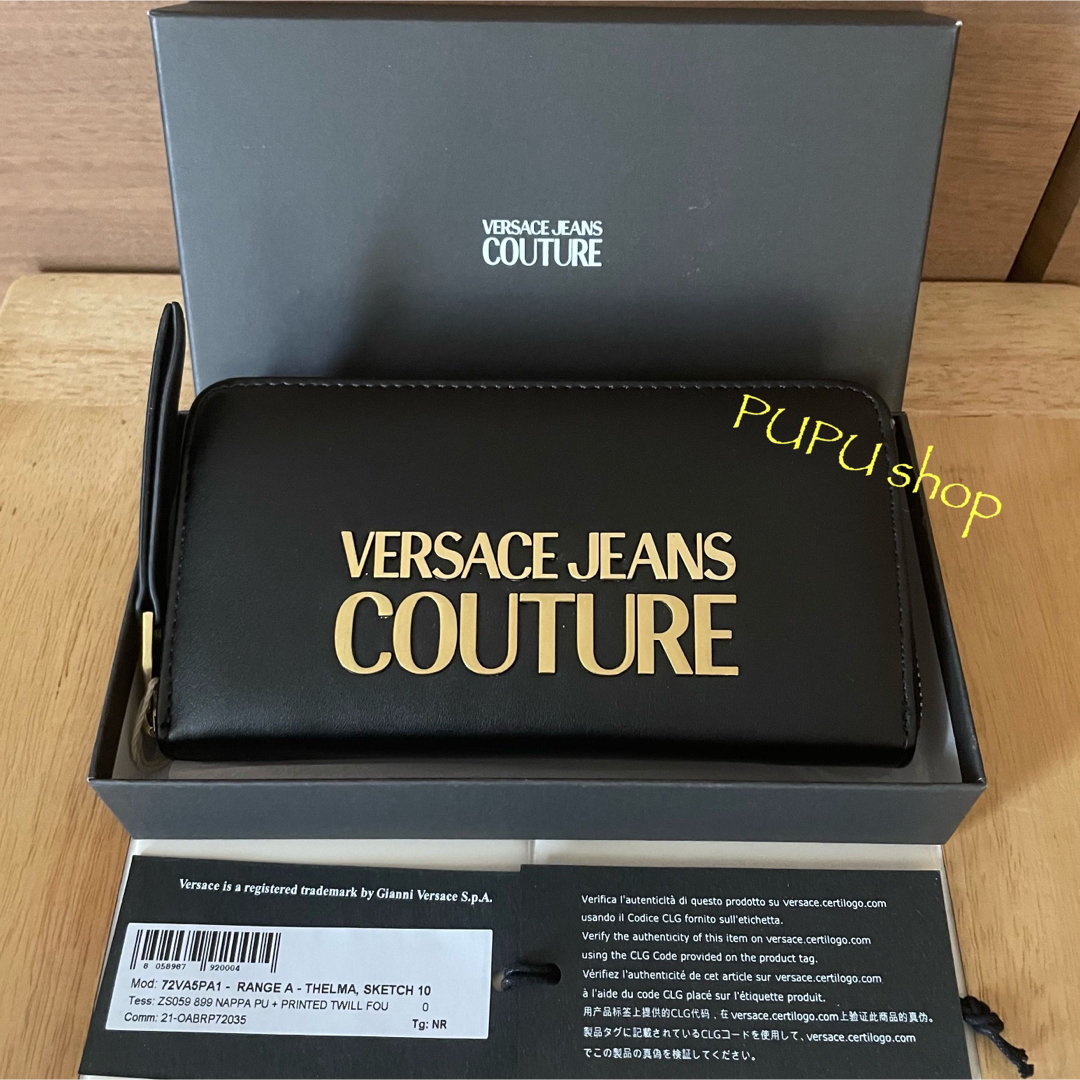 VERSACE JEANS
COUTURE
PUPU shop
VERSACE JEANS
COUTURE
Versace is a registered trademark by Gianni Versace S.p.A.
8 058987 920004
Mod: 72VA5PA1 - RANGE A - THELMA, SKETCH 10
Tess: ZS059 899 NAPPA PU + PRINTED TWILL FOU 0
Comm: 21-OABRP72035 Tg: NR
Verifica l'autenticità di questo prodotto su versace.certilogo.com
usando il Codice CLG fornito sull'etichetta.
Verify the authenticity of this item on versace.certilogo.com
using the CLG Code provided on the product tag.
Vérifiez l'authenticité de cet article sur versace.certilogo.com
à l'aide du code CLG placé sur l'étiquette produit.
用产品标签上提供的CLG代码，在versace.certilogo.com上验证此商品的真伪。
製品タグに記載されているCLGコードを使用して、versace.certilogo.com
でこの製品の真偽を検証してください。